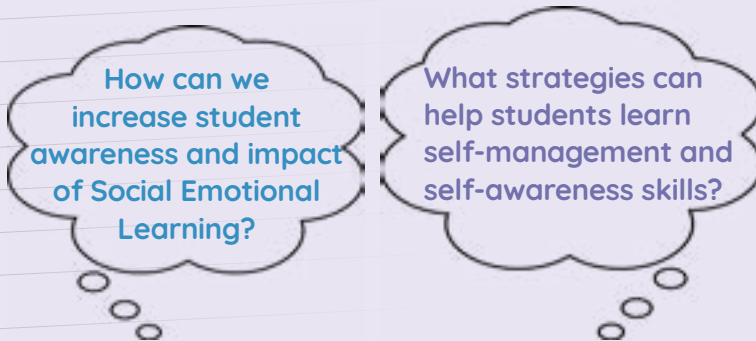 How can we
increase student
awareness and impact
of Social Emotional
Learning?
What strategies can
help students learn
self-management and
self-awareness skills?